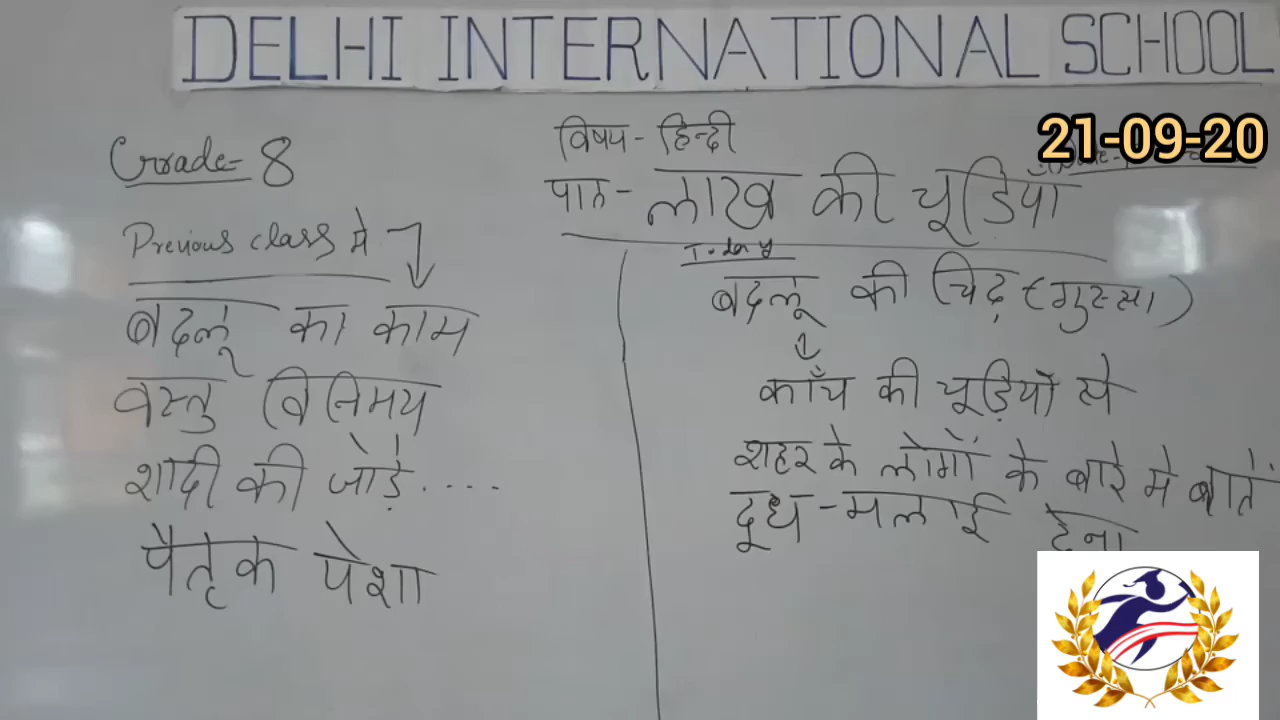 DELHI INTERNATIONAL SCHOOL
21-09-20
Grade- 8
विषय - हिन्दी
पाठ - लाख की चूडियाँ
Previous class मे
बदलू का काम
वस्तु विनिमय
शादी की जोड़े....
पैतृक पेशा
Today
बदलू की चिढ़ (गुस्सा)
काँच की चूड़ियों से
शहर के लोगों के बारे मे बातें
दूध-मलाई देना